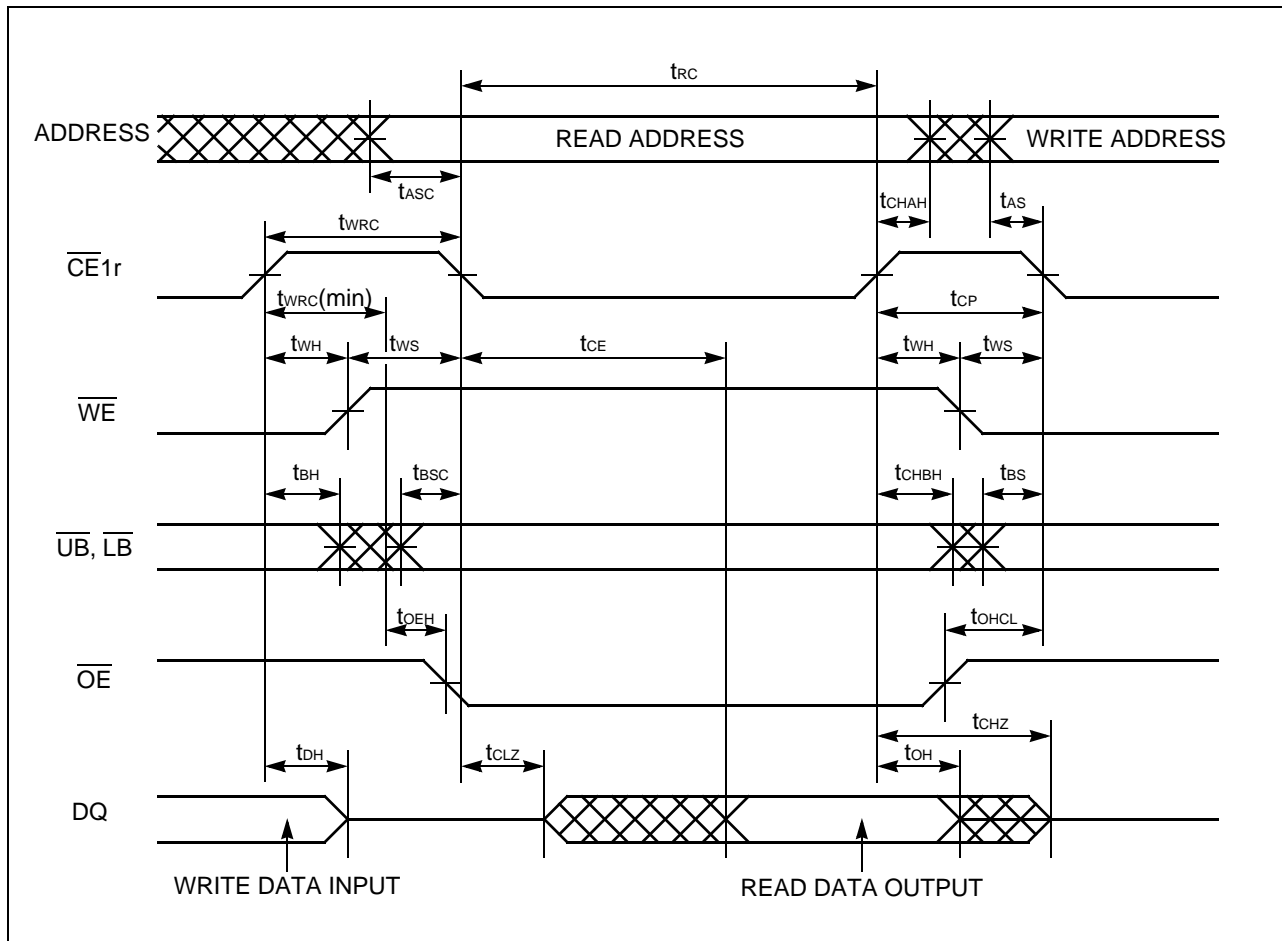 tRC
ADDRESS
READ ADDRESS
WRITE ADDRESS
tASC
tCHAH
tAS
tWRC
CE1r
tWRC(min)
tCP
tWH
tWS
tCE
tWH
tWS
WE
tBH
tBSC
tCHBH
tBS
UB, LB
tOEH
tOHCL
OE
tCHZ
tDH
tCLZ
tOH
DQ
WRITE DATA INPUT
READ DATA OUTPUT